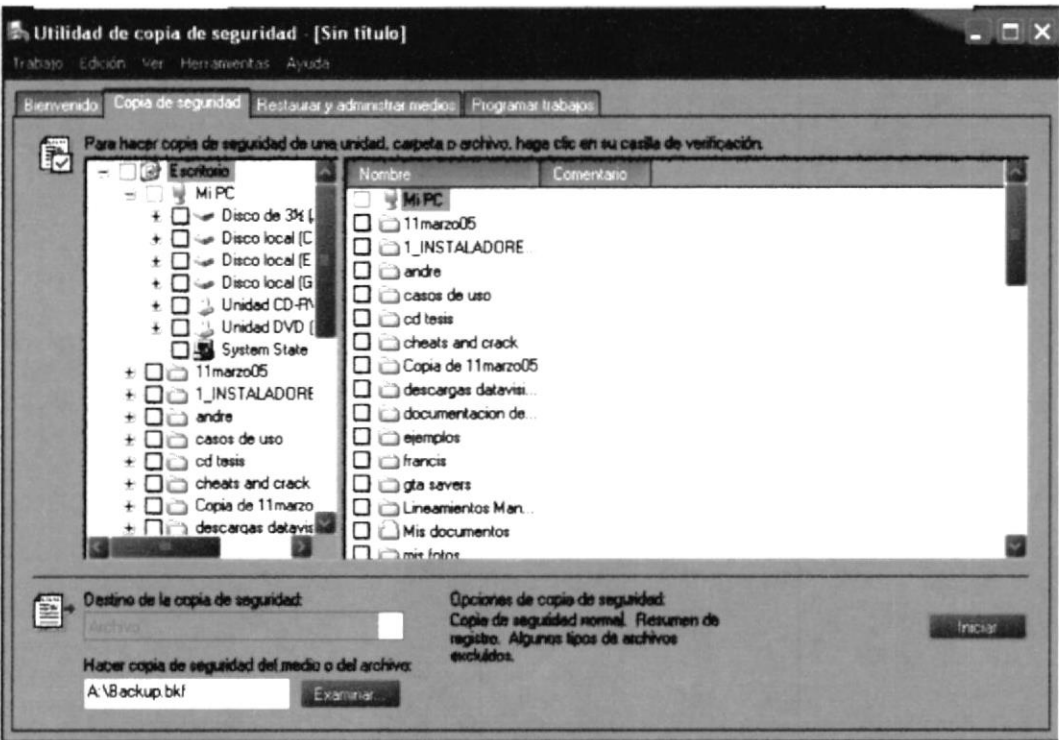 Utilidad de copia de seguridad - [Sin título]
Trabajo Edición Ver Herramientas Ayuda
Bienvenido Copia de seguridad Restaurar y administrar medios Programar trabajos
Para hacer copia de seguridad de una unidad, carpeta o archivo, haga clic en su casilla de verificación.
Escritorio
Mi PC
Disco de 3½ (
Disco local (C
Disco local (E
Disco local (G
Unidad CD-RW
Unidad DVD (
System State
11marzo05
1_INSTALADORE
andre
casos de uso
cd tesis
cheats and crack
Copia de 11marzo
descargas datavis
Nombre Comentario
Mi PC
11marzo05
1_INSTALADORE...
andre
casos de uso
cd tesis
cheats and crack
Copia de 11marzo05
descargas datavisi...
documentacion de...
ejemplos
francis
gta savers
Lineamientos Man...
Mis documentos
mis fotos
Destino de la copia de seguridad:
Archivo
Hacer copia de seguridad del medio o del archivo:
A:\Backup.bkf
Examinar...
Opciones de copia de seguridad:
Copia de seguridad normal. Resumen de
registro. Algunos tipos de archivos
excluidos.
Iniciar